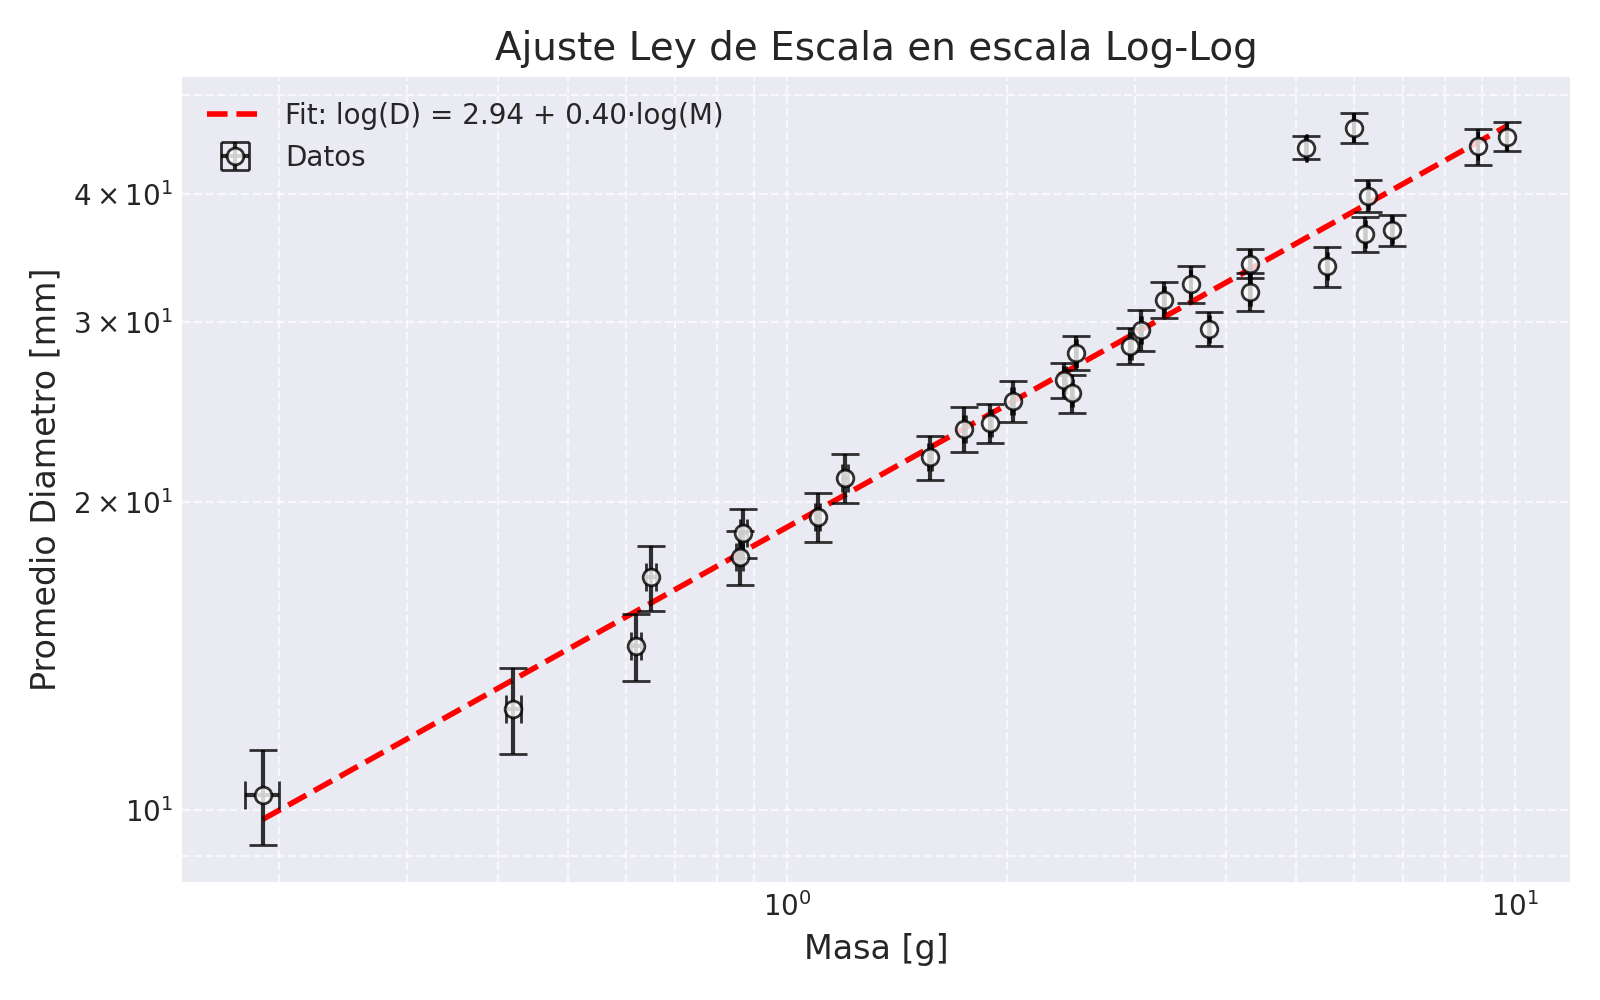 Ajuste Ley de Escala en escala Log-Log
Fit: log(D) = 2.94 + 0.40·log(M)
Datos
Promedio Diametro [mm]
4 × 10¹
3 × 10¹
2 × 10¹
10¹
10⁰
10¹
Masa [g]